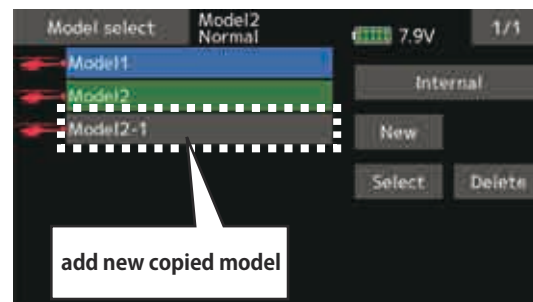 Model select
Model2
Normal
7.9V
1/1
Model1
Internal
Model2
Model2-1
New
Select
Delete
add new copied model